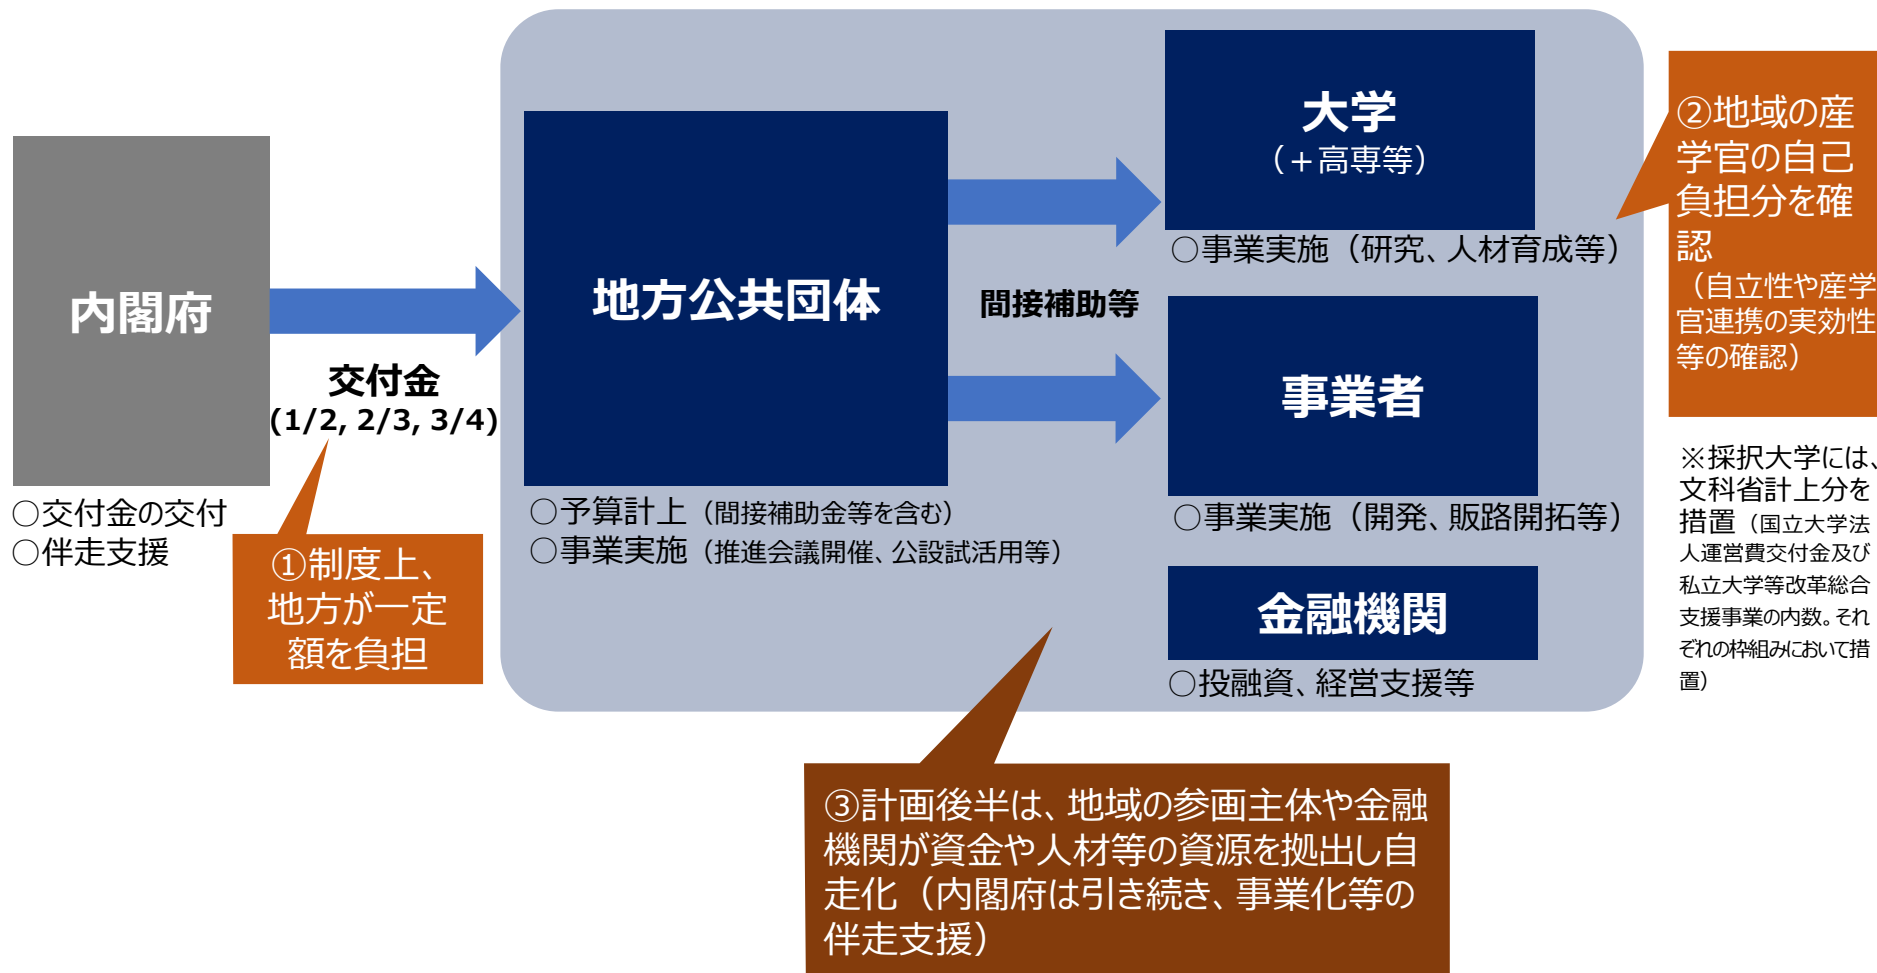 内閣府
○交付金の交付
○伴走支援
交付金
(1/2, 2/3, 3/4)
①制度上、
地方が一定
額を負担
地方公共団体
○予算計上（間接補助金等を含む）
○事業実施（推進会議開催、公設試活用等）
間接補助等
大学
（＋高専等）
○事業実施（研究、人材育成等）
事業者
○事業実施（開発、販路開拓等）
金融機関
○投融資、経営支援等
②地域の産
学官の自己
負担分を確
認
（自立性や産学
官連携の実効性
等の確認）
※採択大学には、
文科省計上分を
措置（国立大学法
人運営費交付金及び
私立大学等改革総合
支援事業の内数。それ
ぞれの枠組みにおいて措
置）
③計画後半は、地域の参画主体や金融
機関が資金や人材等の資源を拠出し自
走化（内閣府は引き続き、事業化等の
伴走支援）